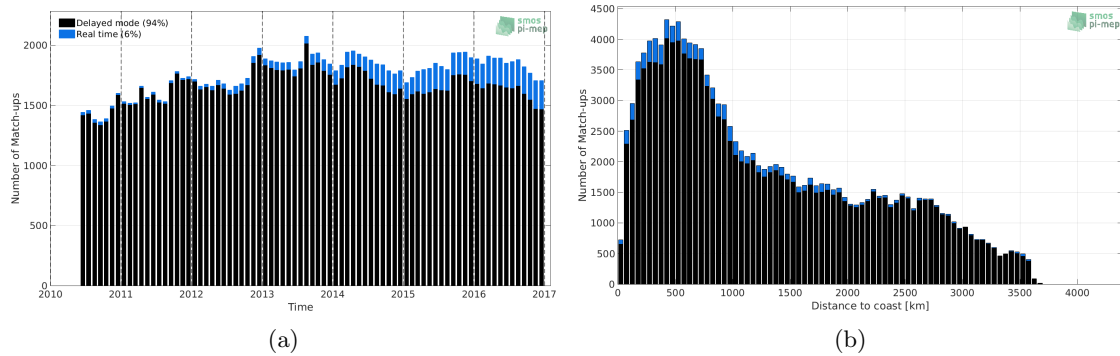 Delayed mode (94%)
Real time (6%)
smos
pi-mep
2000
1500
1000
500
0
Number of Match-ups
2010 2011 2012 2013 2014 2015 2016 2017
Time
(a)
smos
pi-mep
4500
4000
3500
3000
2500
2000
1500
1000
500
0
Number of Match-ups
0 500 1000 1500 2000 2500 3000 3500 4000
Distance to coast [km]
(b)